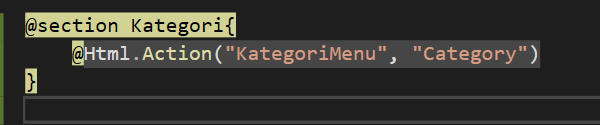 @section Kategori{
    @Html.Action("KategoriMenu", "Category")
}